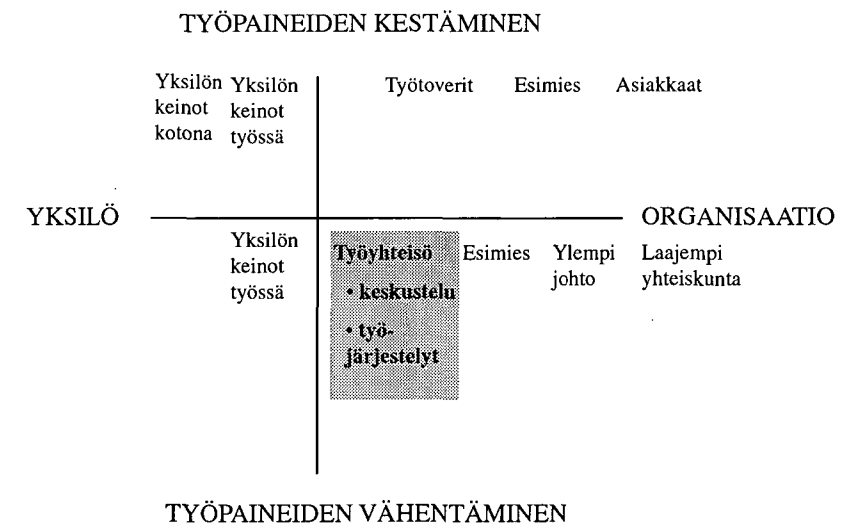 TYÖPAINEIDEN KESTÄMINEN
Yksilön keinot kotona
Yksilön keinot työssä
Työtoverit
Esimies
Asiakkaat
YKSILÖ
ORGANISAATIO
Yksilön keinot työssä
Työyhteisö
• keskustelu
• työ-
järjestelyt
Esimies
Ylempi johto
Laajempi yhteiskunta
TYÖPAINEIDEN VÄHENTÄMINEN